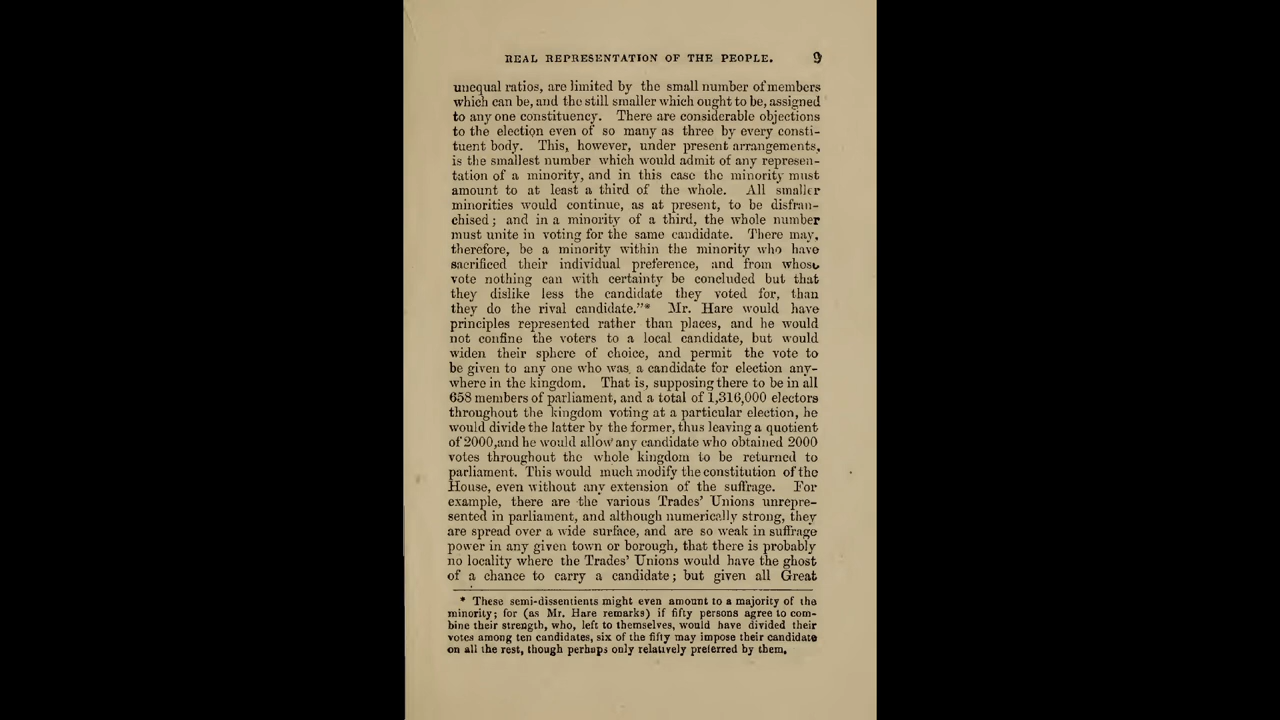 REAL REPRESENTATION OF THE PEOPLE. 9
unequal ratios, are limited by the small number of members
which can be, and the still smaller which ought to be, assigned
to any one constituency. There are considerable objections
to the election even of so many as three by every consti-
tuent body. This, however, under present arrangements,
is the smallest number which would admit of any represen-
tation of a minority, and in this case the minority must
amount to at least a third of the whole. All smaller
minorities would continue, as at present, to be disfran-
chised; and in a minority of a third, the whole number
must unite in voting for the same candidate. There may,
therefore, be a minority within the minority who have
sacrificed their individual preference, and from whose
vote nothing can with certainty be concluded but that
they dislike less the candidate they voted for, than
they do the rival candidate."* Mr. Hare would have
principles represented rather than places, and he would
not confine the voters to a local candidate, but would
widen their sphere of choice, and permit the vote to
be given to any one who was a candidate for election any-
where in the kingdom. That is, supposing there to be in all
658 members of parliament, and a total of 1,316,000 electors
throughout the kingdom voting at a particular election, he
would divide the latter by the former, thus leaving a quotient
of 2000, and he would allow any candidate who obtained 2000
votes throughout the whole kingdom to be returned to
parliament. This would much modify the constitution of the
House, even without any extension of the suffrage. For
example, there are the various Trades' Unions unrepre-
sented in parliament, and although numerically strong, they
are spread over a wide surface, and are so weak in suffrage
power in any given town or borough, that there is probably
no locality where the Trades' Unions would have the ghost
of a chance to carry a candidate; but given all Great
* These semi-dissentients might even amount to a majority of the
minority; for (as Mr. Hare remarks) if fifty persons agree to com-
bine their strength, who, left to themselves, would have divided their
votes among ten candidates, six of the fifty may impose their candidate
on all the rest, though perhaps only relatively preferred by them.